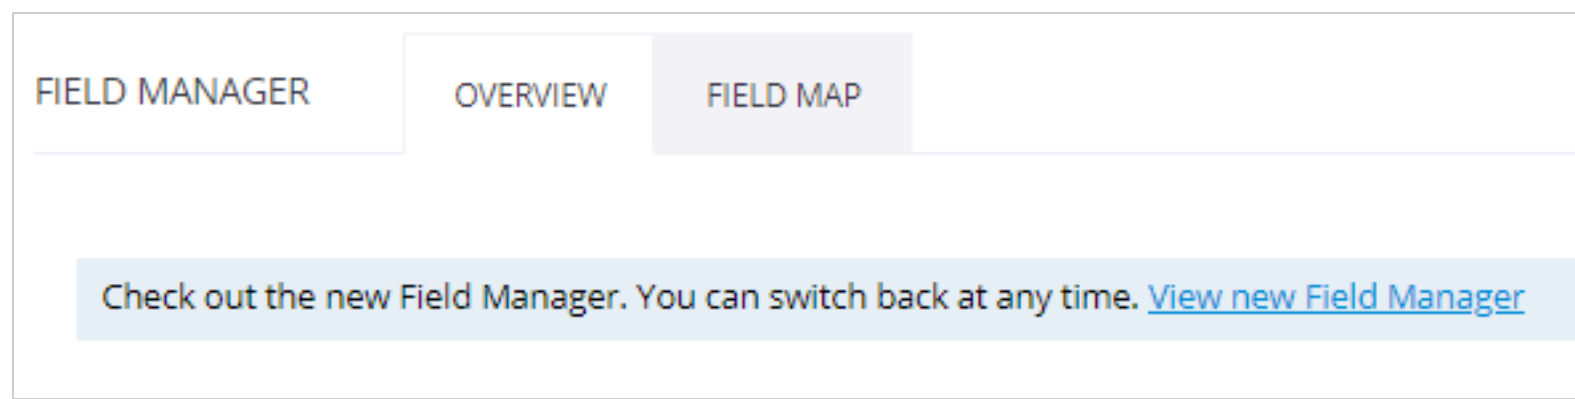 FIELD MANAGER OVERVIEW FIELD MAP
Check out the new Field Manager. You can switch back at any time. View new Field Manager